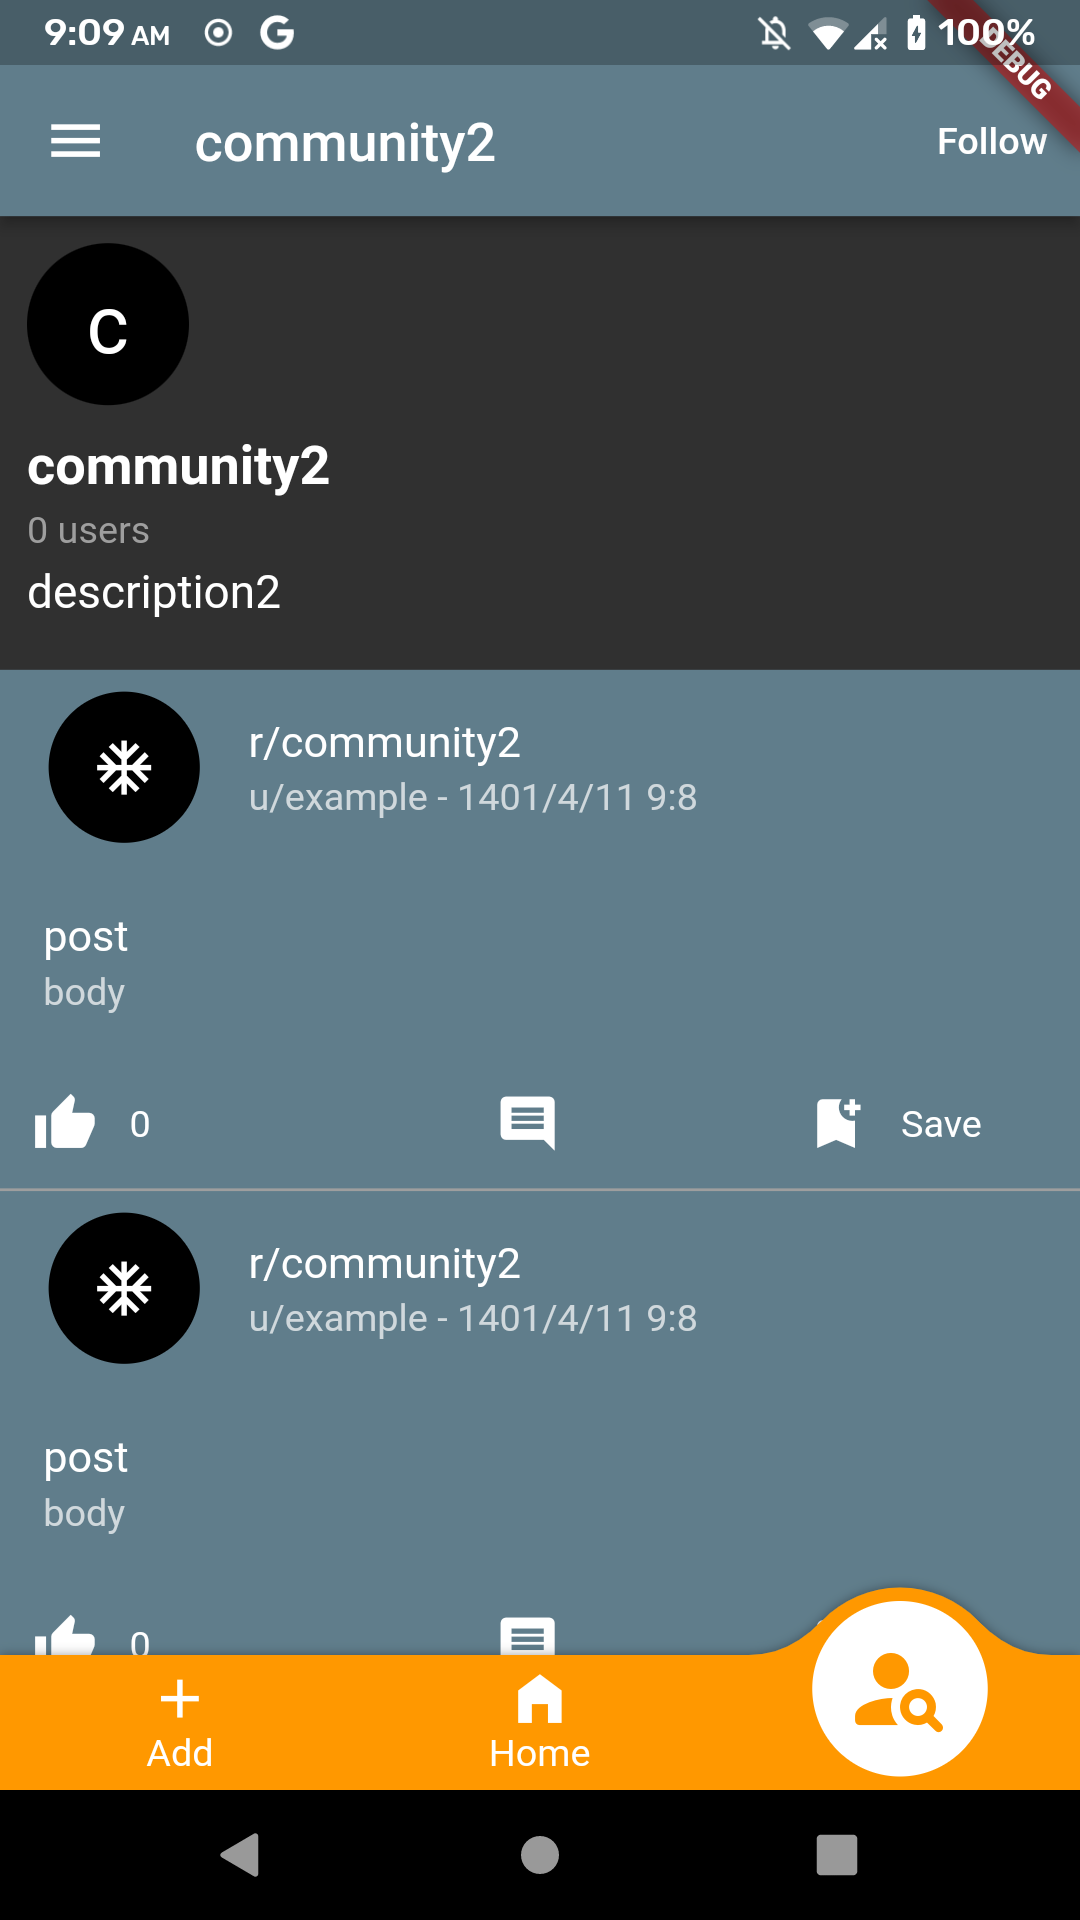 9:09 AM
100%
DEBUG
community2
Follow
C
community2
0 users
description2
r/community2
u/example - 1401/4/11 9:8
post
body
0
Save
r/community2
u/example - 1401/4/11 9:8
post
body
0
Add
Home